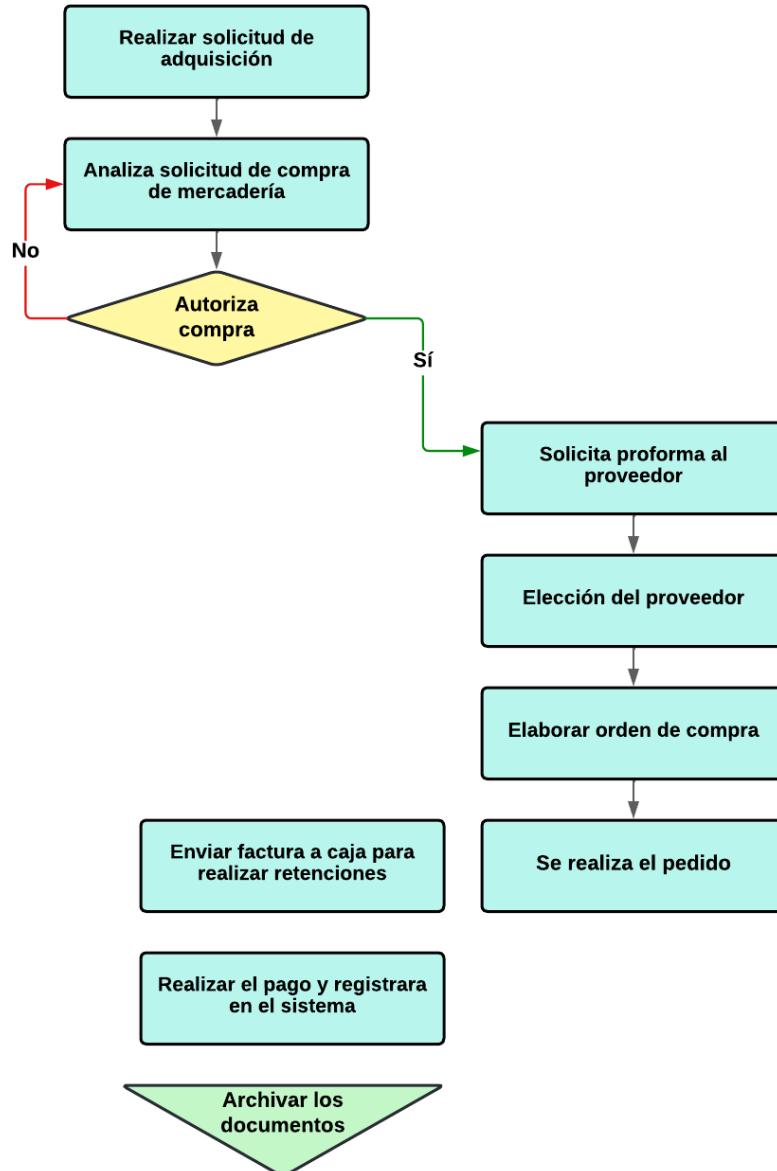 Realizar solicitud de
adquisición
Analiza solicitud de compra
de mercadería
No
Autoriza
compra
Sí
Solicita proforma al
proveedor
Elección del proveedor
Elaborar orden de compra
Se realiza el pedido
Enviar factura a caja para
realizar retenciones
Realizar el pago y registrara
en el sistema
Archivar los
documentos